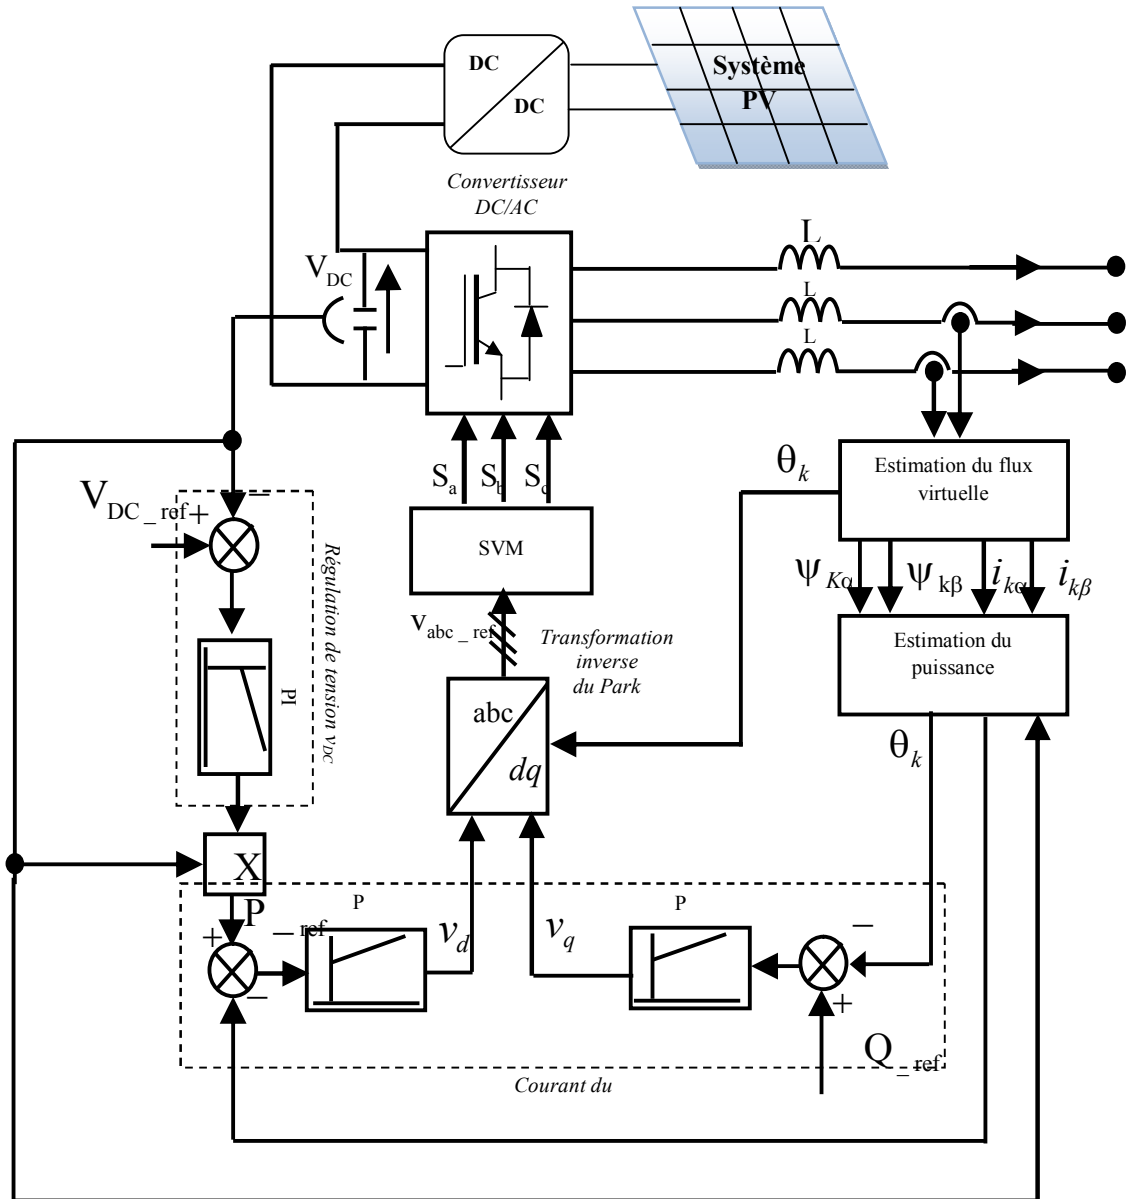 DC
DC
Système
PV
Convertisseur
DC/AC
L
L
L
V_DC
S_a S_b S_c
θ_k
Estimation du flux
virtuelle
V_DC_ref
+
−
SVM
ψ_Kα ψ_kβ i_kα i_kβ
Régulation de tension v_DC
PI
v_abc_ref
Transformation
inverse
du Park
Estimation du
puissance
abc
dq
θ_k
X
P_ref
+
−
P
v_d
v_q
P
−
+
Q_ref
Courant du